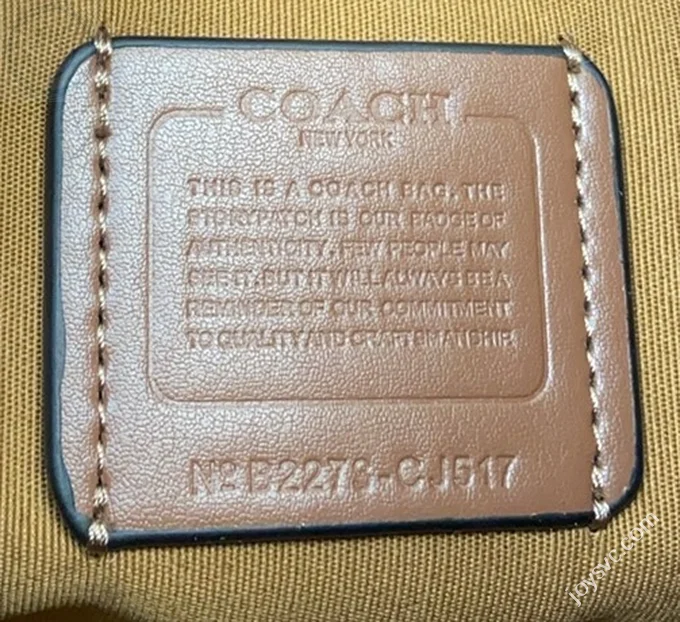 COACH
NEW YORK
THIS IS A COACH BAG. THE
STORYPATCH IS OUR BADGE OF
AUTHENTICITY. FEW PEOPLE MAY
SEE IT. BUT IT WILL ALWAYS BE A
REMINDER OF OUR COMMITMENT
TO QUALITY AND CRAFTSMANSHIP.
No B2278-CJ517
joysvc.com